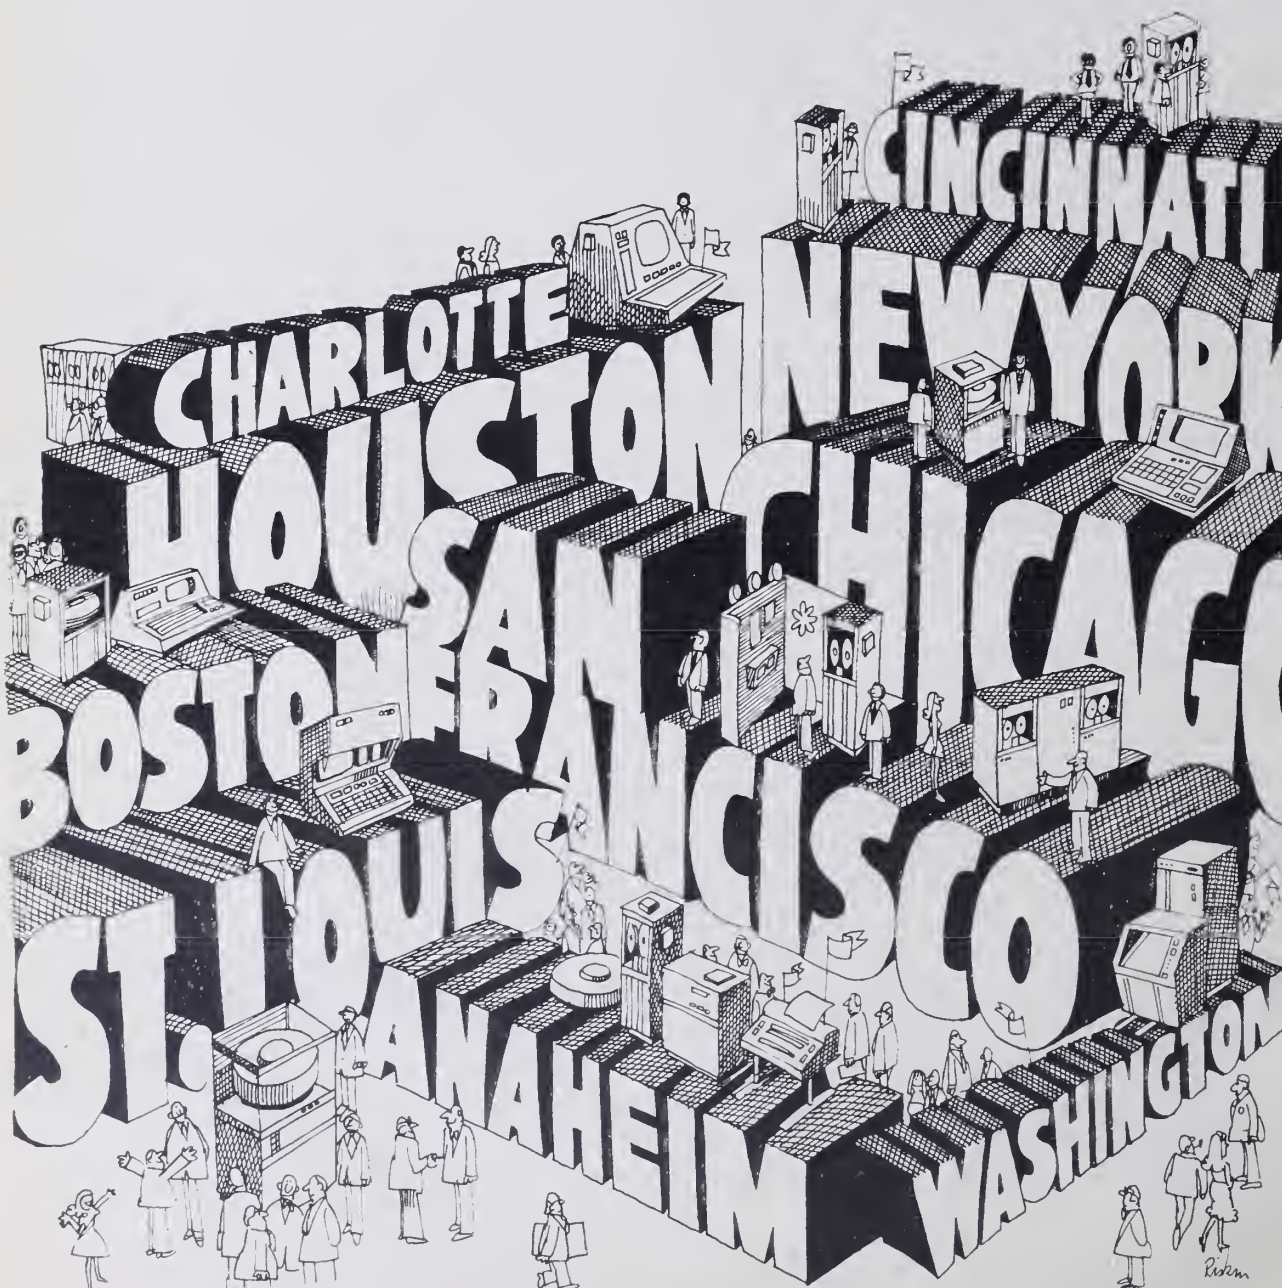 CINCINNATI
NEW YORK
CHARLOTTE
HOUSTON
CHICAGO
SAN
FRANCISCO
BOSTON
ST. LOUIS
ANAHEIM
WASHINGTON